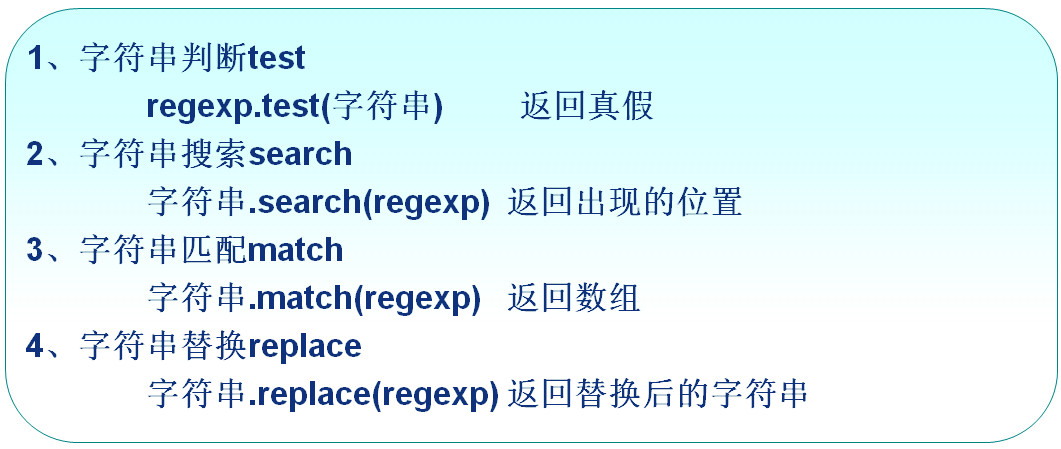 1、字符串判断test
regexp.test(字符串) 返回真假
2、字符串搜索search
字符串.search(regexp) 返回出现的位置
3、字符串匹配match
字符串.match(regexp) 返回数组
4、字符串替换replace
字符串.replace(regexp) 返回替换后的字符串